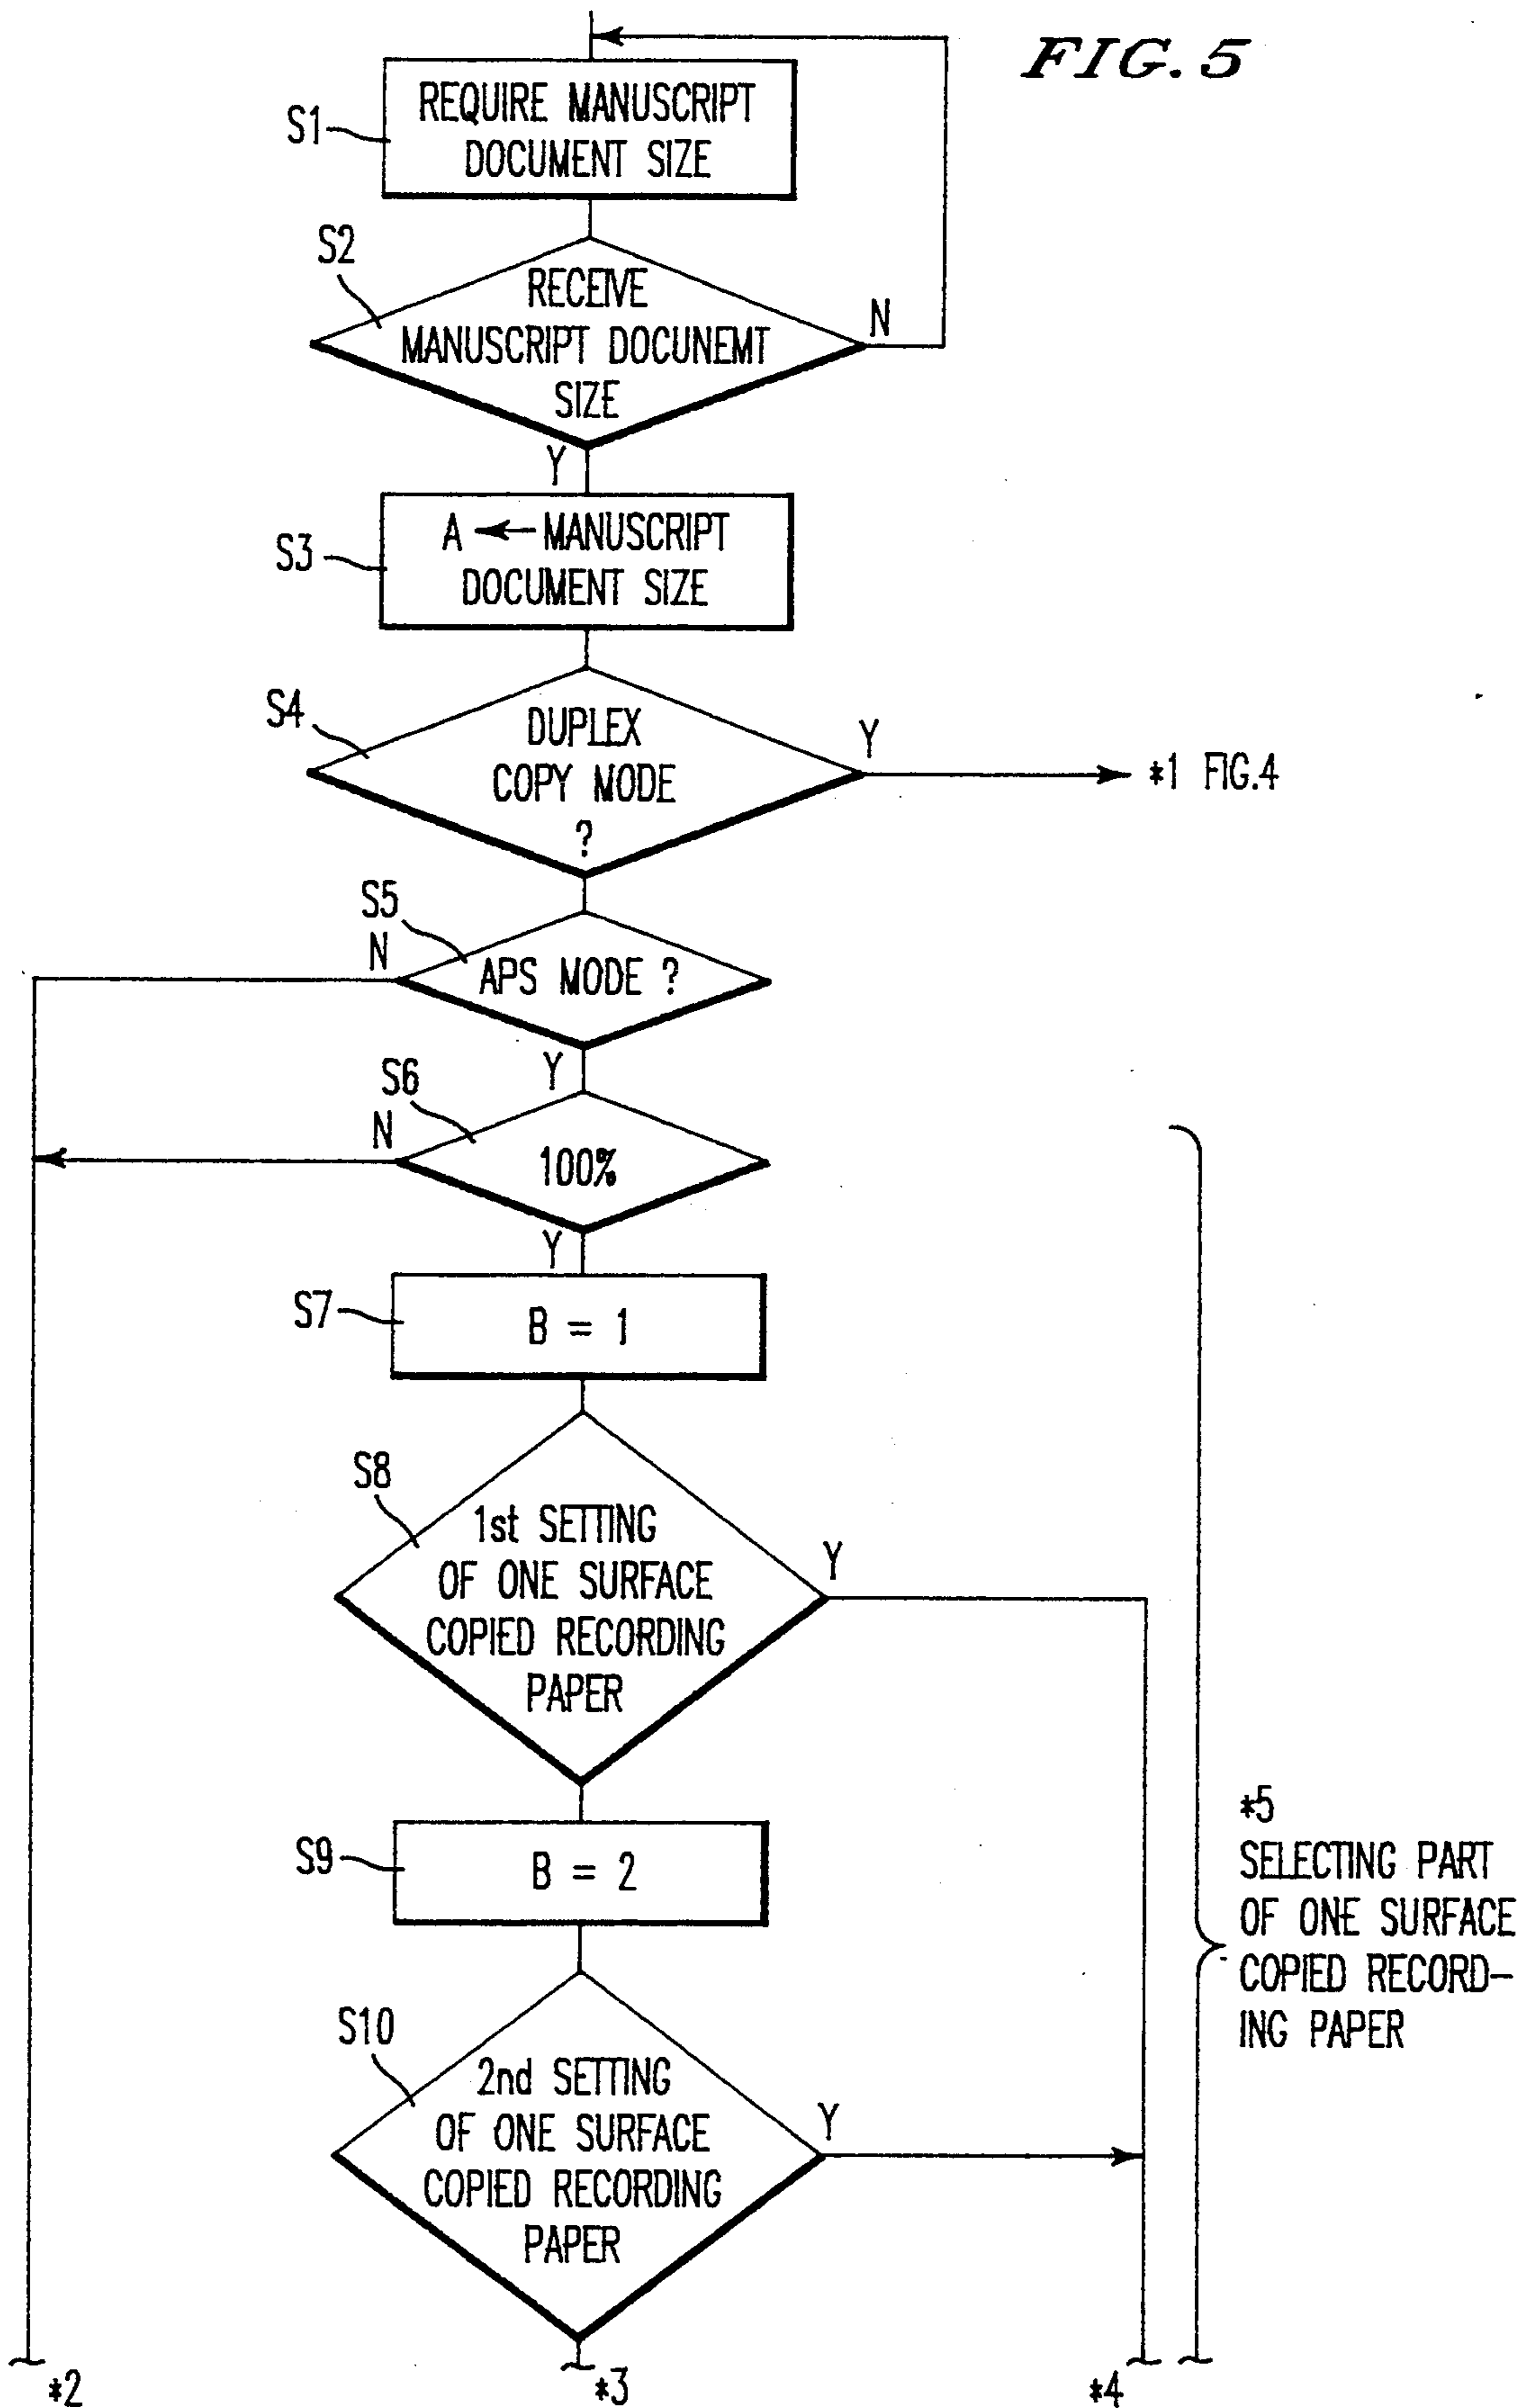 FIG. 5
S1
REQUIRE MANUSCRIPT
DOCUMENT SIZE
S2
RECEIVE
MANUSCRIPT DOCUNEMT
SIZE
N
Y
S3
A ← MANUSCRIPT
DOCUMENT SIZE
S4
DUPLEX
COPY MODE
?
Y
*1 FIG.4
S5
N
APS MODE ?
Y
S6
N
100%
Y
S7
B = 1
S8
1st SETTING
OF ONE SURFACE
COPIED RECORDING
PAPER
Y
S9
B = 2
S10
2nd SETTING
OF ONE SURFACE
COPIED RECORDING
PAPER
Y
*5
SELECTING PART
OF ONE SURFACE
COPIED RECORD-
ING PAPER
*2
*3
*4